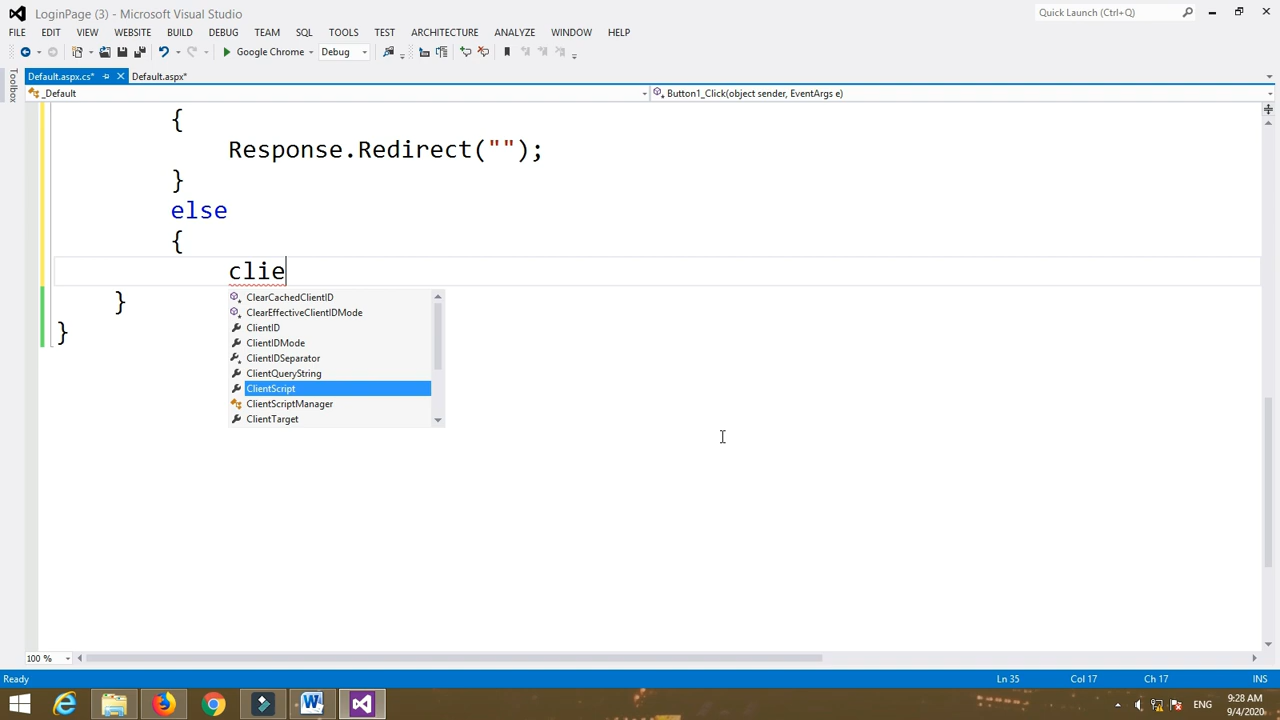 LoginPage (3) - Microsoft Visual Studio
Quick Launch (Ctrl+Q)
FILE EDIT VIEW WEBSITE BUILD DEBUG TEAM SQL TOOLS TEST ARCHITECTURE ANALYZE WINDOW HELP
Google Chrome Debug
Toolbox
Default.aspx.cs* Default.aspx*
_Default Button1_Click(object sender, EventArgs e)
{
Response.Redirect("");
}
else
{
clie
ClearCachedClientID
ClearEffectiveClientIDMode
ClientID
ClientIDMode
ClientIDSeparator
ClientQueryString
ClientScript
ClientScriptManager
ClientTarget
}
}
100 %
Ready Ln 35 Col 17 Ch 17 INS
ENG 9:28 AM
9/4/2020